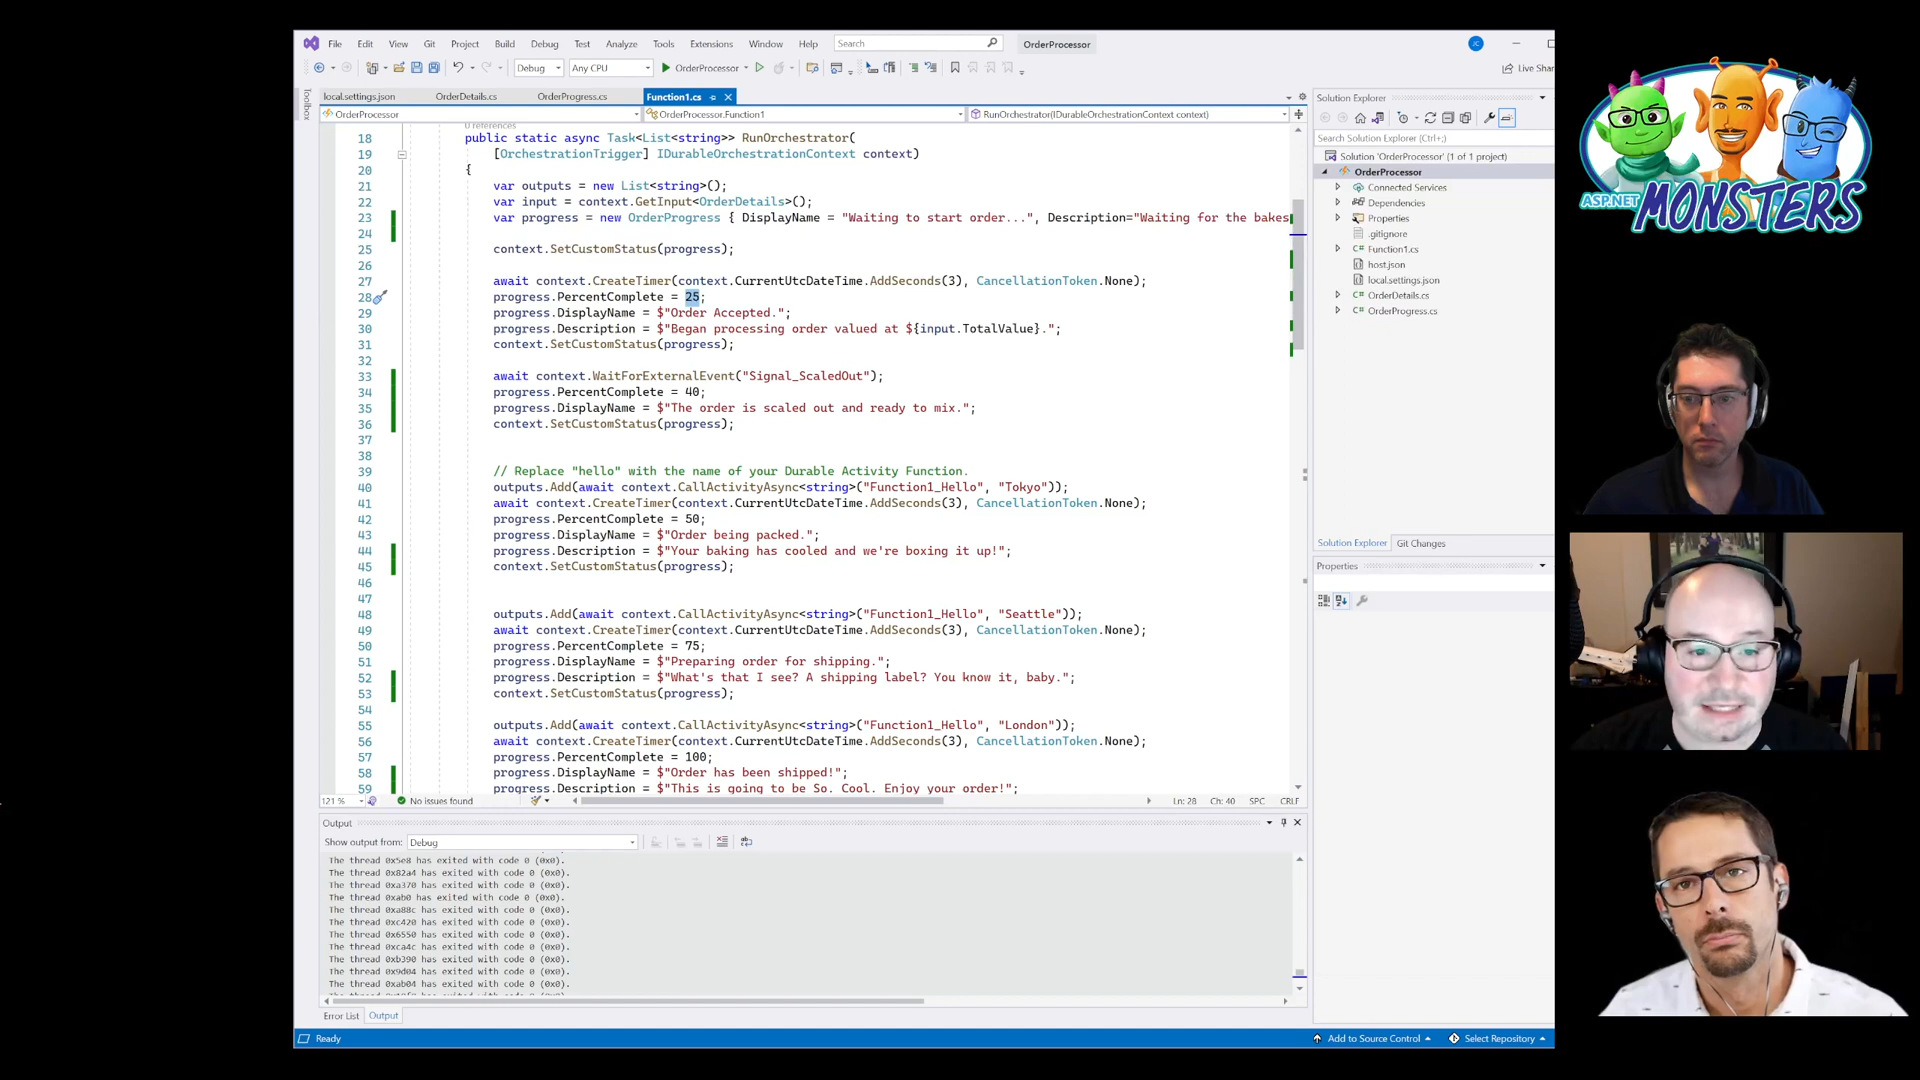 File Edit View Git Project Build Debug Test Analyze Tools Extensions Window Help Search OrderProcessor JC
Debug Any CPU OrderProcessor Live Shar
Toolbox
local.settings.json OrderDetails.cs OrderProgress.cs Function1.cs
OrderProcessor OrderProcessor.Function1 RunOrchestrator(IDurableOrchestrationContext context)
0 references
18 public static async Task<List<string>> RunOrchestrator(
19 [OrchestrationTrigger] IDurableOrchestrationContext context)
20 {
21 var outputs = new List<string>();
22 var input = context.GetInput<OrderDetails>();
23 var progress = new OrderProgress { DisplayName = "Waiting to start order...", Description="Waiting for the bakes
24
25 context.SetCustomStatus(progress);
26
27 await context.CreateTimer(context.CurrentUtcDateTime.AddSeconds(3), CancellationToken.None);
28 progress.PercentComplete = 25;
29 progress.DisplayName = $"Order Accepted.";
30 progress.Description = $"Began processing order valued at ${input.TotalValue}.";
31 context.SetCustomStatus(progress);
32
33 await context.WaitForExternalEvent("Signal_ScaledOut");
34 progress.PercentComplete = 40;
35 progress.DisplayName = $"The order is scaled out and ready to mix.";
36 context.SetCustomStatus(progress);
37
38
39 // Replace "hello" with the name of your Durable Activity Function.
40 outputs.Add(await context.CallActivityAsync<string>("Function1_Hello", "Tokyo"));
41 await context.CreateTimer(context.CurrentUtcDateTime.AddSeconds(3), CancellationToken.None);
42 progress.PercentComplete = 50;
43 progress.DisplayName = $"Order being packed.";
44 progress.Description = $"Your baking has cooled and we're boxing it up!";
45 context.SetCustomStatus(progress);
46
47
48 outputs.Add(await context.CallActivityAsync<string>("Function1_Hello", "Seattle"));
49 await context.CreateTimer(context.CurrentUtcDateTime.AddSeconds(3), CancellationToken.None);
50 progress.PercentComplete = 75;
51 progress.DisplayName = $"Preparing order for shipping.";
52 progress.Description = $"What's that I see? A shipping label? You know it, baby.";
53 context.SetCustomStatus(progress);
54
55 outputs.Add(await context.CallActivityAsync<string>("Function1_Hello", "London"));
56 await context.CreateTimer(context.CurrentUtcDateTime.AddSeconds(3), CancellationToken.None);
57 progress.PercentComplete = 100;
58 progress.DisplayName = $"Order has been shipped!";
59 progress.Description = $"This is going to be So. Cool. Enjoy your order!";
121 % No issues found Ln: 28 Ch: 40 SPC CRLF
Output
Show output from: Debug
The thread 0x5e8 has exited with code 0 (0x0).
The thread 0x82a4 has exited with code 0 (0x0).
The thread 0xa370 has exited with code 0 (0x0).
The thread 0xab0 has exited with code 0 (0x0).
The thread 0xa88c has exited with code 0 (0x0).
The thread 0xc420 has exited with code 0 (0x0).
The thread 0x6550 has exited with code 0 (0x0).
The thread 0xca4c has exited with code 0 (0x0).
The thread 0xb390 has exited with code 0 (0x0).
The thread 0x9d04 has exited with code 0 (0x0).
The thread 0xab04 has exited with code 0 (0x0).
Error List Output
Ready Add to Source Control Select Repository
Solution Explorer
Search Solution Explorer (Ctrl+;)
Solution 'OrderProcessor' (1 of 1 project)
OrderProcessor
Connected Services
Dependencies
Properties
.gitignore
C# Function1.cs
host.json
local.settings.json
C# OrderDetails.cs
C# OrderProgress.cs
Solution Explorer Git Changes
Properties
ASP.NET MONSTERS